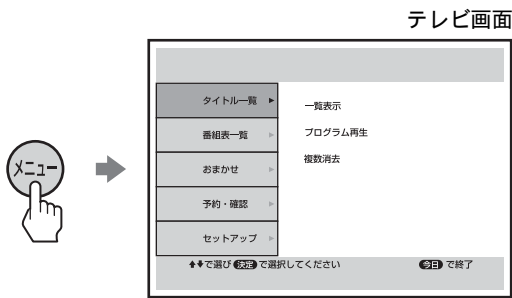 テレビ画面
メニュー
タイトル一覧 ▶
番組表一覧 ▶
おまかせ ▶
予約・確認 ▶
セットアップ ▶
一覧表示
プログラム再生
複数消去
♠♦で選び 決定 で選択してください 今日 で終了